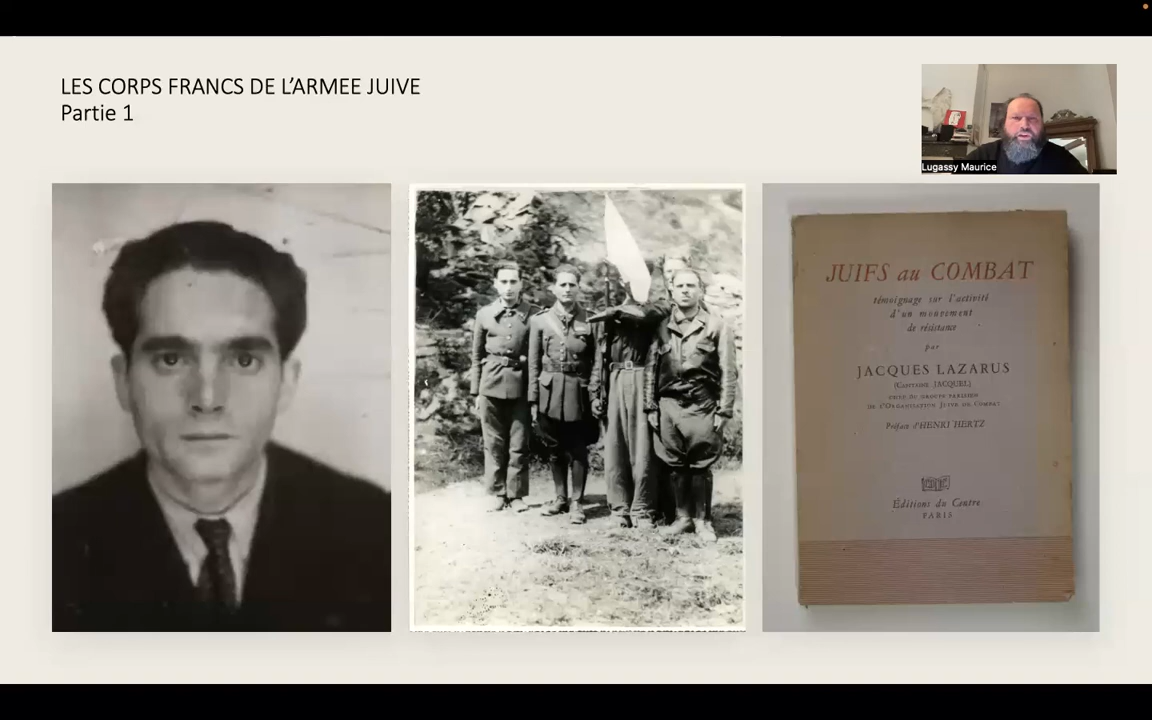 LES CORPS FRANCS DE L'ARMEE JUIVE
Partie 1
Lugassy Maurice
JUIFS au COMBAT
témoignage sur l'activité
d'un mouvement
de résistance
par
JACQUES LAZARUS
(CAPITAINE JACQUEL)
CHEF DU GROUPE PARISIEN
DE L'ORGANISATION JUIVE DE COMBAT
Préface d'HENRI HERTZ
Éditions du Centre
PARIS